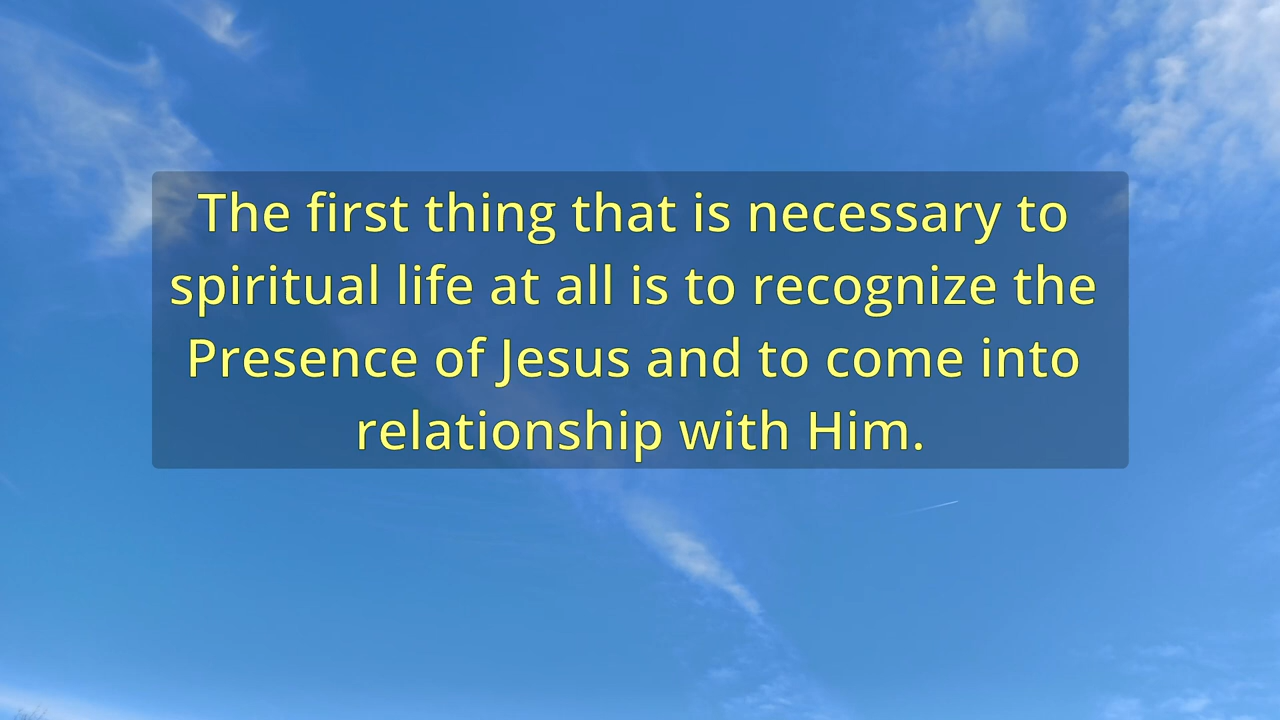 The first thing that is necessary to
spiritual life at all is to recognize the
Presence of Jesus and to come into
relationship with Him.